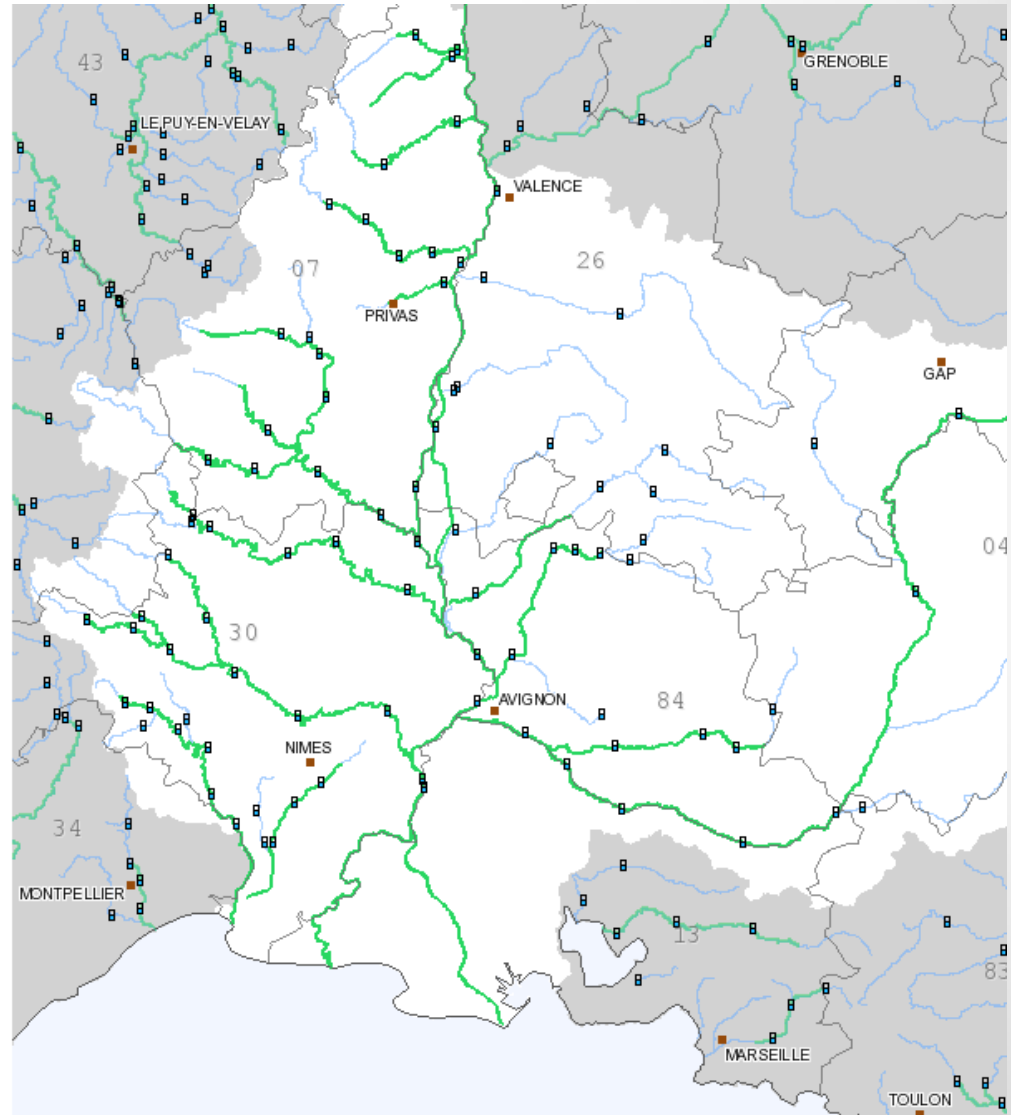 43
GRENOBLE
LE PUY-EN-VELAY
VALENCE
07
26
PRIVAS
GAP
04
30
AVIGNON
84
NIMES
34
MONTPELLIER
13
83
MARSEILLE
TOULON